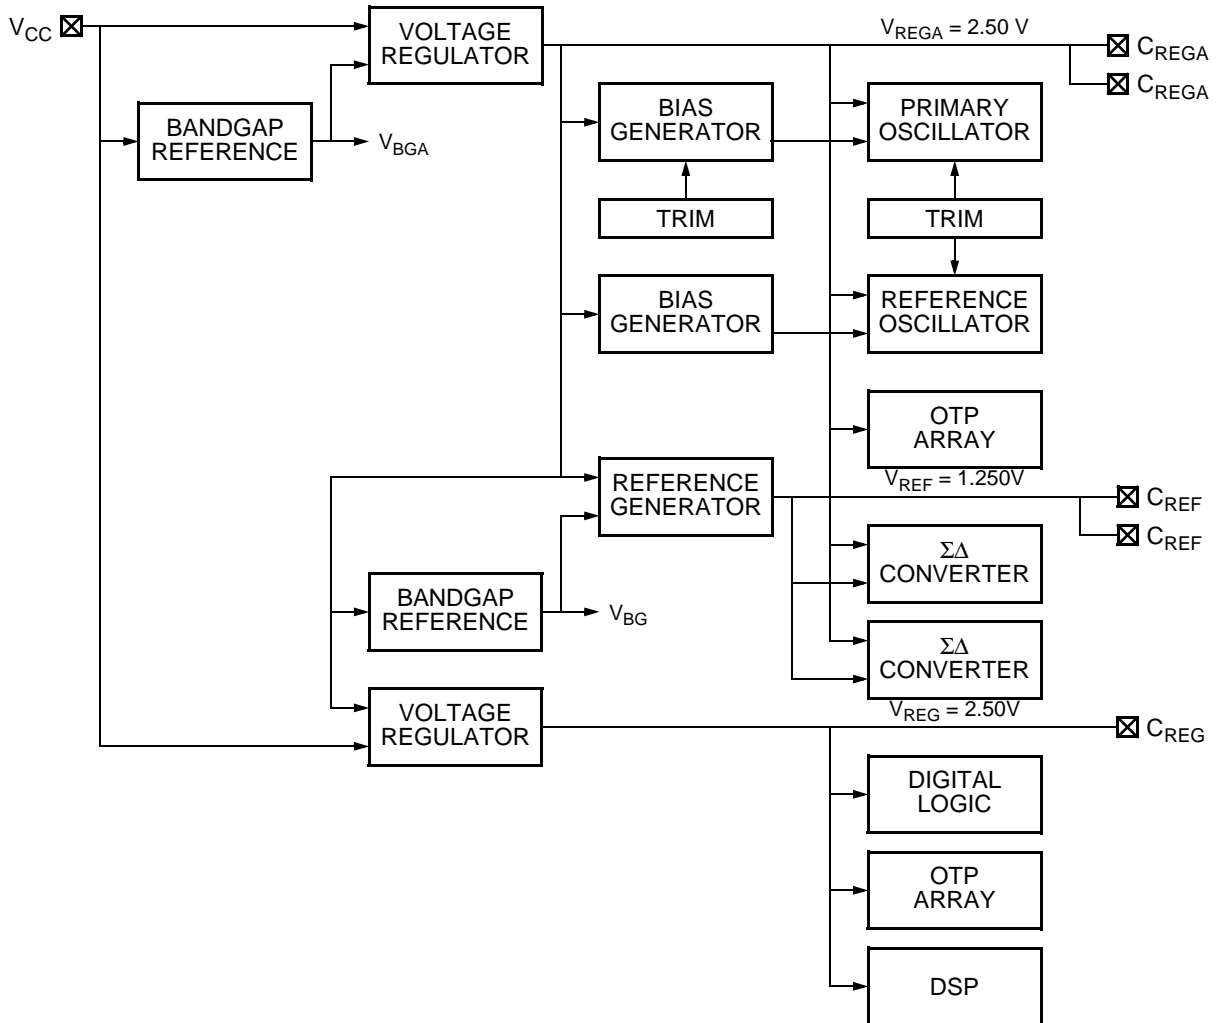 VCC
VOLTAGE
REGULATOR
VREGA = 2.50 V
CREGA
CREGA
BANDGAP
REFERENCE
VBGA
BIAS
GENERATOR
PRIMARY
OSCILLATOR
TRIM
TRIM
BIAS
GENERATOR
REFERENCE
OSCILLATOR
OTP
ARRAY
VREF = 1.250V
REFERENCE
GENERATOR
CREF
CREF
ΣΔ
CONVERTER
BANDGAP
REFERENCE
VBG
ΣΔ
CONVERTER
VREG = 2.50V
VOLTAGE
REGULATOR
CREG
DIGITAL
LOGIC
OTP
ARRAY
DSP